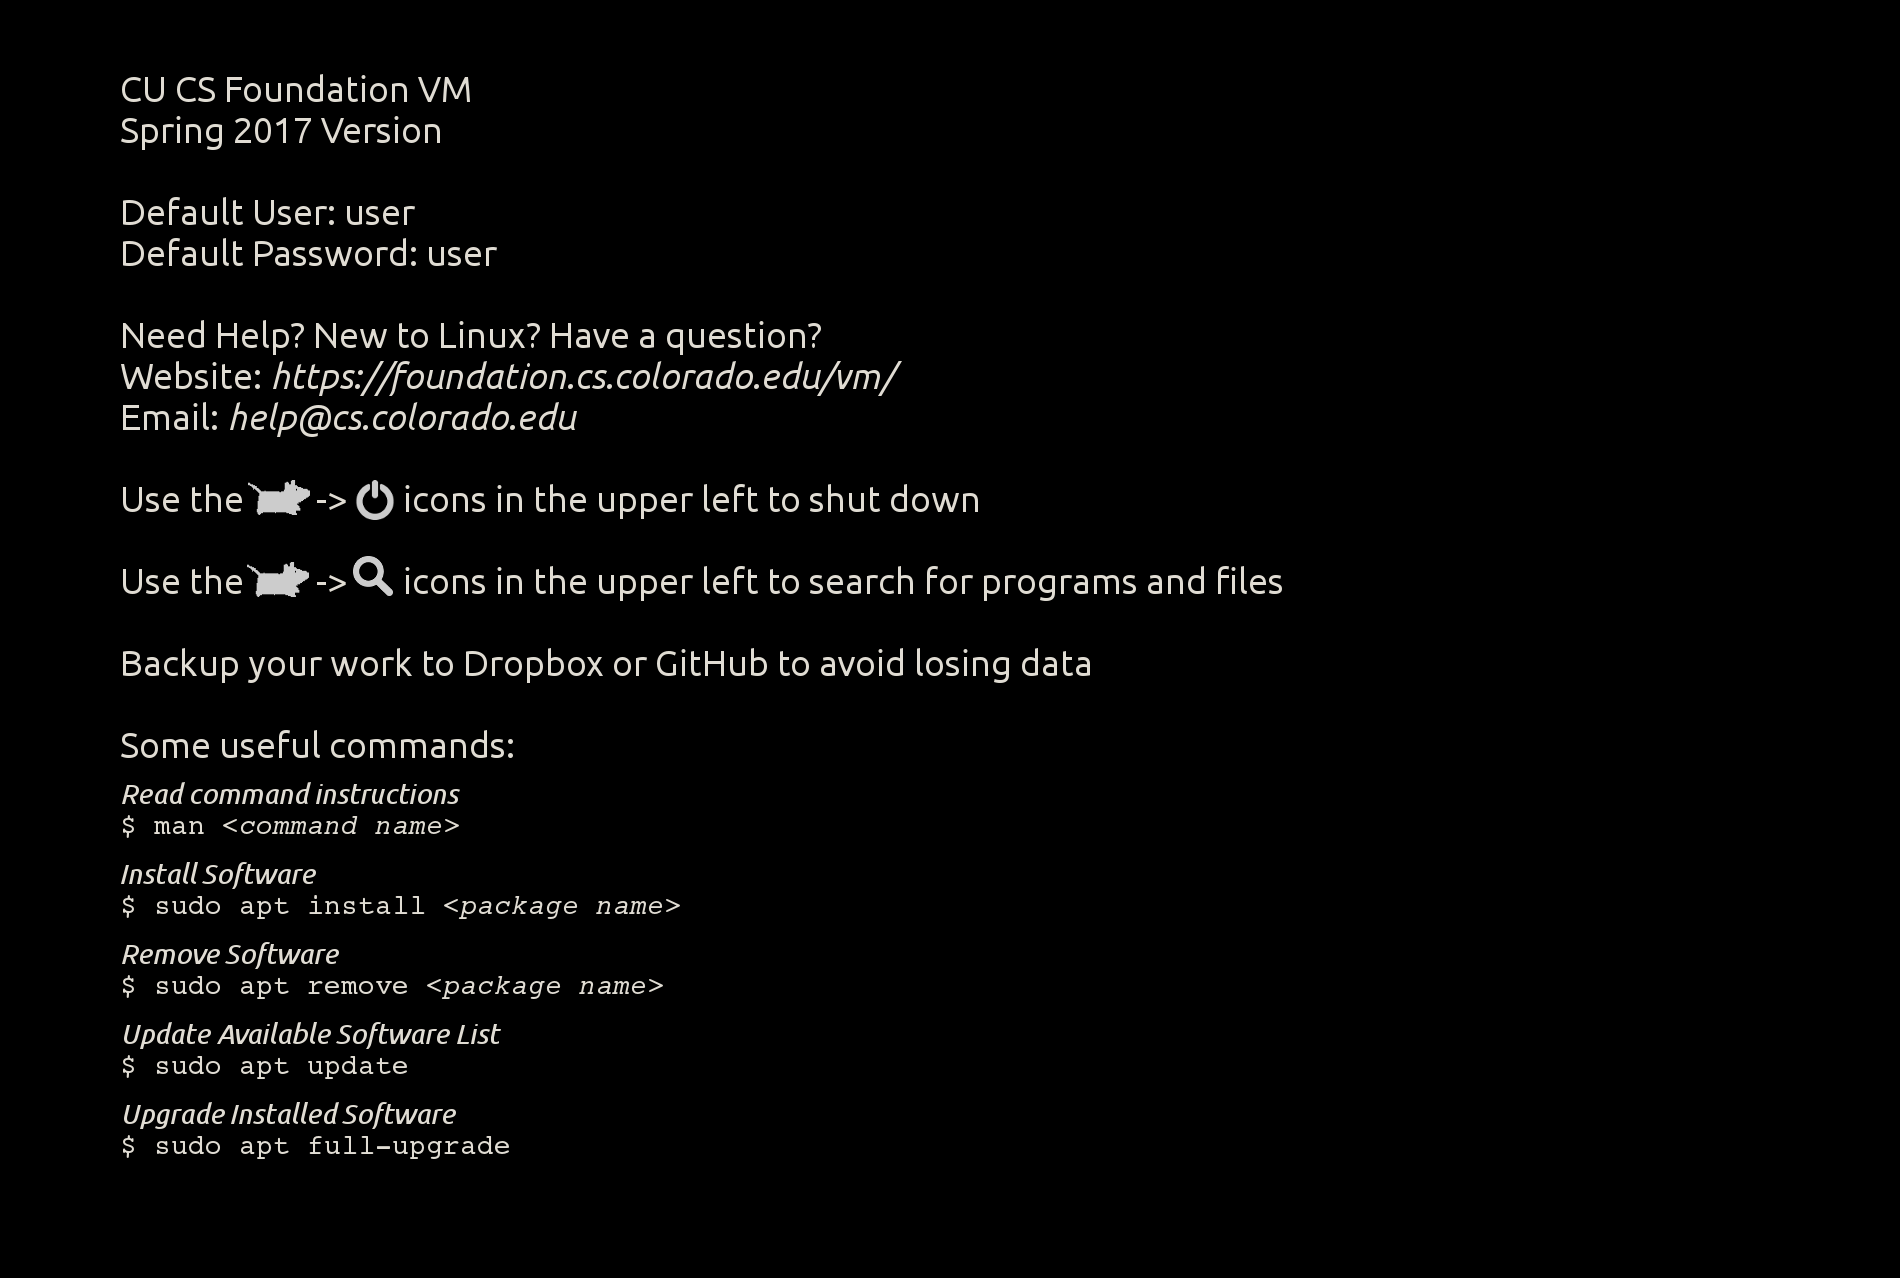 CU CS Foundation VM
Spring 2017 Version
Default User: user
Default Password: user
Need Help? New to Linux? Have a question?
Website: https://foundation.cs.colorado.edu/vm/
Email: help@cs.colorado.edu
Use the -> icons in the upper left to shut down
Use the -> icons in the upper left to search for programs and files
Backup your work to Dropbox or GitHub to avoid losing data
Some useful commands:
Read command instructions
$ man <command name>
Install Software
$ sudo apt install <package name>
Remove Software
$ sudo apt remove <package name>
Update Available Software List
$ sudo apt update
Upgrade Installed Software
$ sudo apt full-upgrade